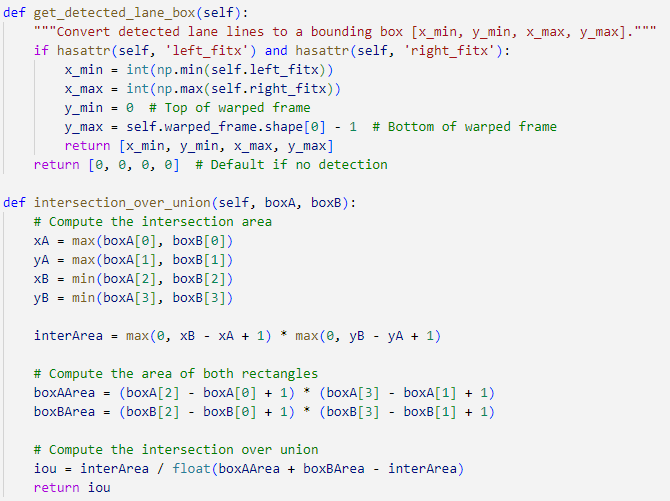 def get_detected_lane_box(self):
    """Convert detected lane lines to a bounding box [x_min, y_min, x_max, y_max]."""
    if hasattr(self, 'left_fitx') and hasattr(self, 'right_fitx'):
        x_min = int(np.min(self.left_fitx))
        x_max = int(np.max(self.right_fitx))
        y_min = 0  # Top of warped frame
        y_max = self.warped_frame.shape[0] - 1  # Bottom of warped frame
        return [x_min, y_min, x_max, y_max]
    return [0, 0, 0, 0]  # Default if no detection

def intersection_over_union(self, boxA, boxB):
    # Compute the intersection area
    xA = max(boxA[0], boxB[0])
    yA = max(boxA[1], boxB[1])
    xB = min(boxA[2], boxB[2])
    yB = min(boxA[3], boxB[3])

    interArea = max(0, xB - xA + 1) * max(0, yB - yA + 1)

    # Compute the area of both rectangles
    boxAArea = (boxA[2] - boxA[0] + 1) * (boxA[3] - boxA[1] + 1)
    boxBArea = (boxB[2] - boxB[0] + 1) * (boxB[3] - boxB[1] + 1)

    # Compute the intersection over union
    iou = interArea / float(boxAArea + boxBArea - interArea)
    return iou